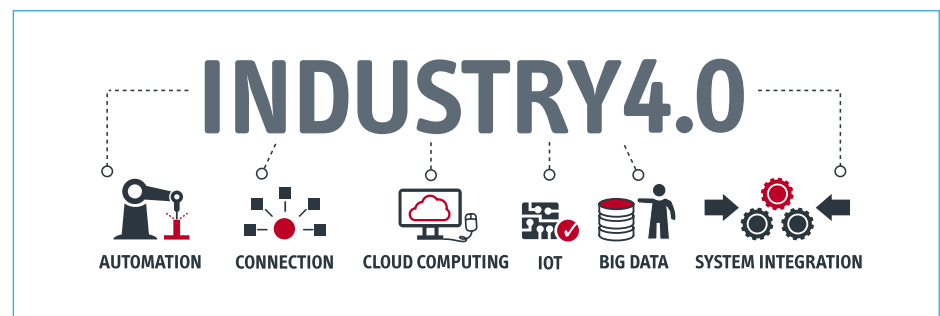 INDUSTRY4.0
AUTOMATION
CONNECTION
CLOUD COMPUTING
IOT
BIG DATA
SYSTEM INTEGRATION